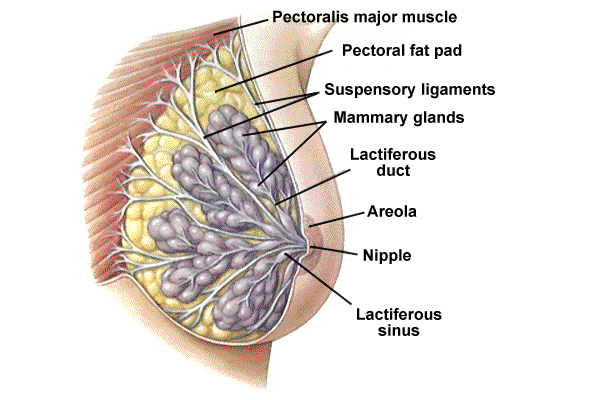 Pectoralis major muscle
Pectoral fat pad
Suspensory ligaments
Mammary glands
Lactiferous
duct
Areola
Nipple
Lactiferous
sinus